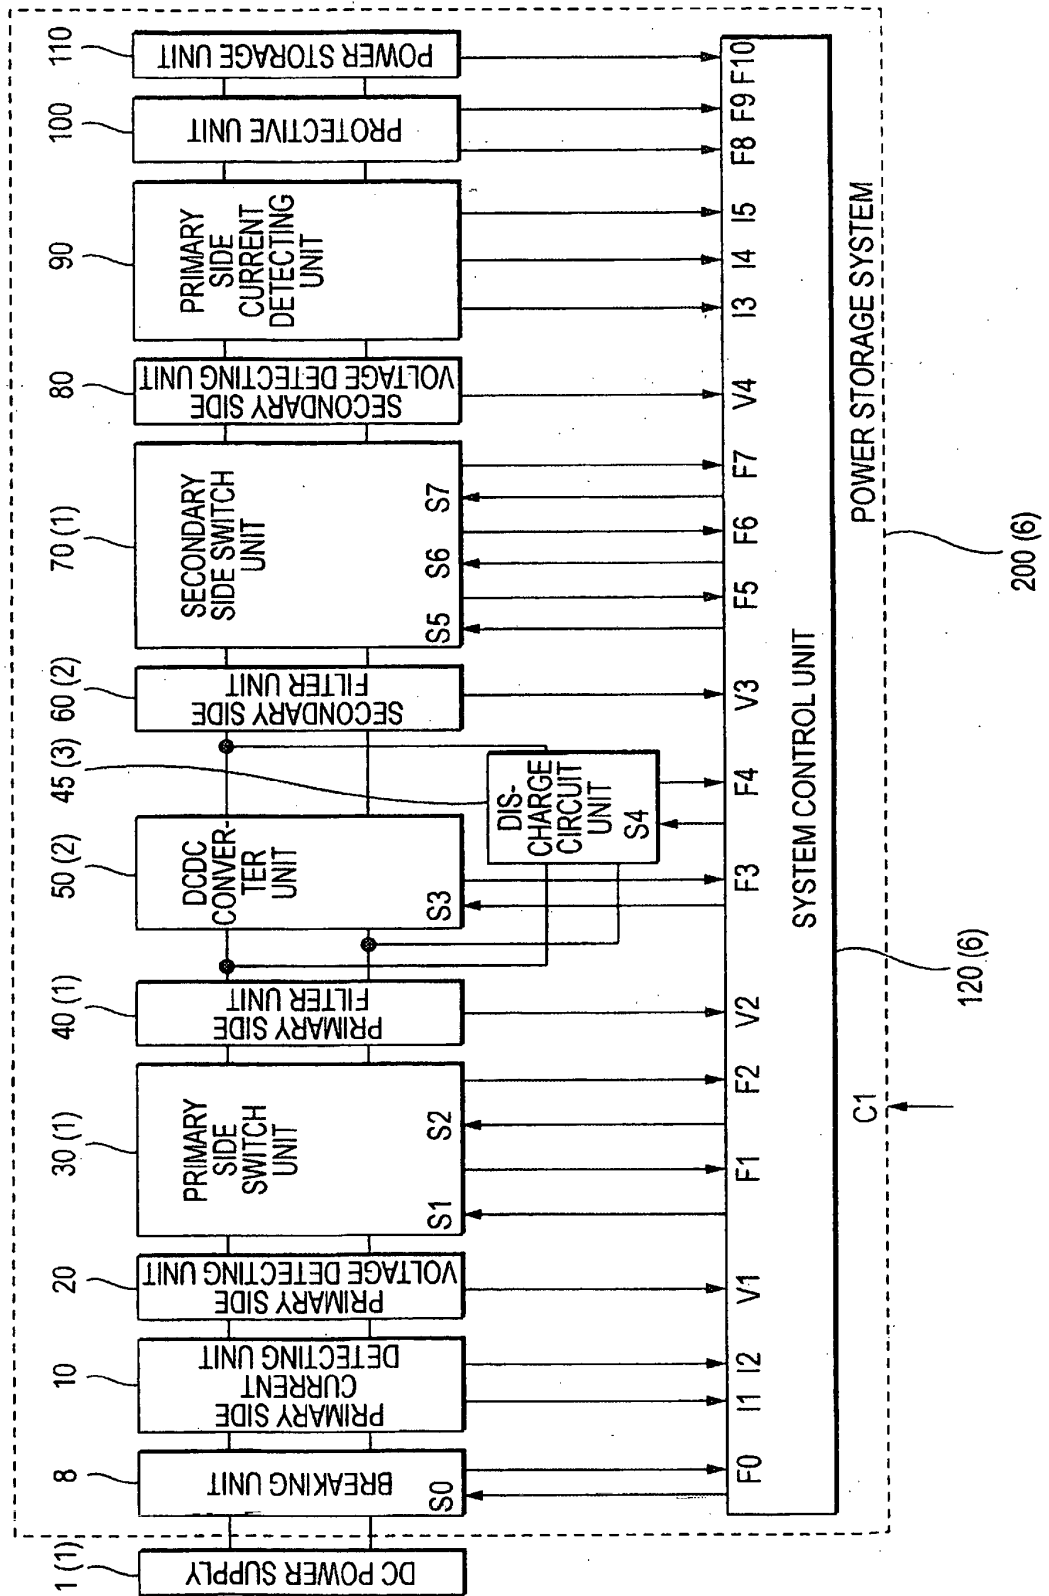 1 (1)
8
10
20
30 (1)
40 (1)
50 (2)
45 (3)
60 (2)
70 (1)
80
90
100
110
DC POWER SUPPLY
BREAKING UNIT
S0
PRIMARY SIDE
CURRENT
DETECTING UNIT
PRIMARY SIDE
VOLTAGE DETECTING UNIT
PRIMARY
SIDE
SWITCH
UNIT
S1
S2
PRIMARY SIDE
FILTER UNIT
DCDC
CONVER-
TER
UNIT
S3
DIS-
CHARGE
CIRCUIT
UNIT
S4
SECONDARY SIDE
FILTER UNIT
SECONDARY
SIDE SWITCH
UNIT
S5
S6
S7
SECONDARY SIDE
VOLTAGE DETECTING UNIT
PRIMARY
SIDE
CURRENT
DETECTING
UNIT
PROTECTIVE UNIT
POWER STORAGE UNIT
F0
I1
I2
V1
F1
F2
V2
F3
F4
V3
F5
F6
F7
V4
I3
I4
I5
F8
F9
F10
SYSTEM CONTROL UNIT
C1
POWER STORAGE SYSTEM
120 (6)
200 (6)